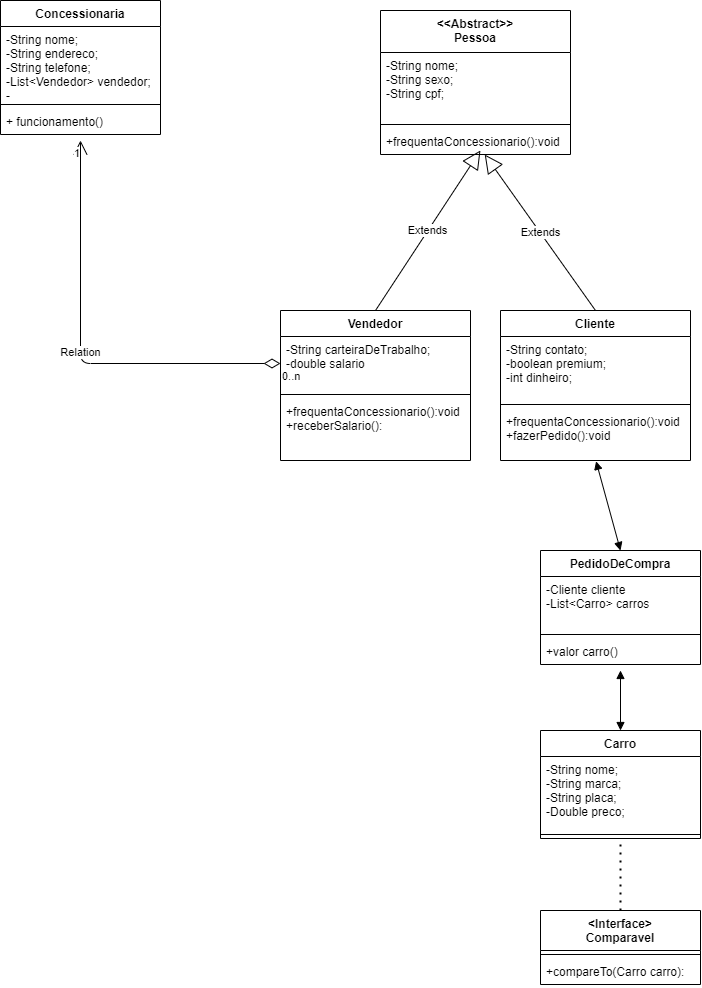 Concessionaria
-String nome;
-String endereco;
-String telefone;
-List<Vendedor> vendedor;
-
+ funcionamento()
<<Abstract>>
Pessoa
-String nome;
-String sexo;
-String cpf;
+frequentaConcessionario():void
1
Extends
Extends
Relation
Vendedor
-String carteiraDeTrabalho;
-double salario
0..n
+frequentaConcessionario():void
+receberSalario():
Cliente
-String contato;
-boolean premium;
-int dinheiro;
+frequentaConcessionario():void
+fazerPedido():void
PedidoDeCompra
-Cliente cliente
-List<Carro> carros
+valor carro()
Carro
-String nome;
-String marca;
-String placa;
-Double preco;
<Interface>
Comparavel
+compareTo(Carro carro):